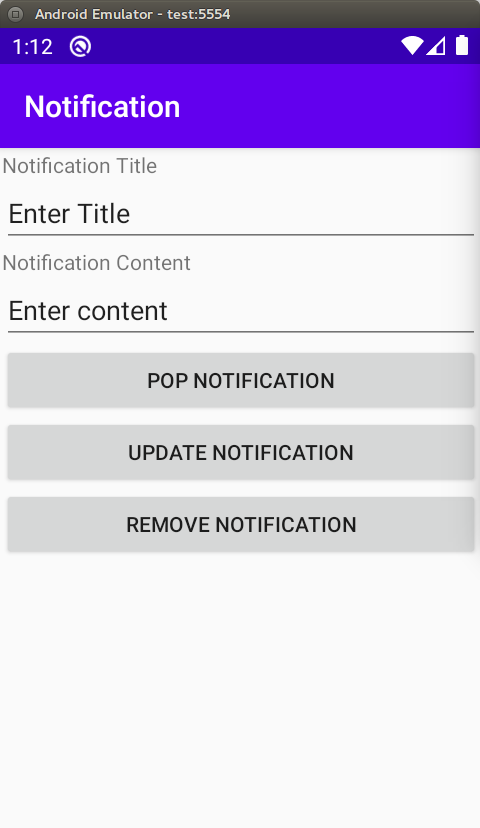 Android Emulator - test:5554
1:12
Notification
Notification Title
Enter Title
Notification Content
Enter content
POP NOTIFICATION
UPDATE NOTIFICATION
REMOVE NOTIFICATION